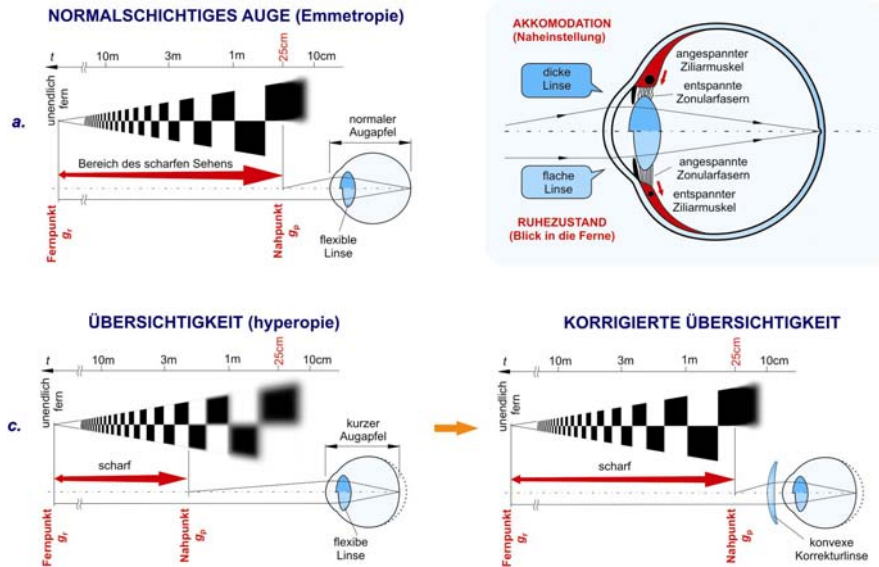 NORMALSCHICHTIGES AUGE (Emmetropie)
25cm
t 10m 3m 1m 10cm
unendlich
fern
a.
Bereich des scharfen Sehens
normaler
Augapfel
flexible
Linse
Fernpunkt
gr
Nahpunkt
gp
AKKOMODATION
(Naheinstellung)
dicke
Linse
angespannter
Ziliarmuskel
entspannte
Zonularfasern
flache
Linse
angespannte
Zonularfasern
entspannter
Ziliarmuskel
RUHEZUSTAND
(Blick in die Ferne)
ÜBERSICHTIGKEIT (hyperopie)
t 10m 3m 1m 25cm 10cm
unendlich
fern
c.
kurzer
Augapfel
scharf
flexibe
Linse
Fernpunkt
gr
Nahpunkt
gp
KORRIGIERTE ÜBERSICHTIGKEIT
t 10m 3m 1m 25cm 10cm
unendlich
fern
scharf
konvexe
Korrekturlinse
Fernpunkt
gr
Nahpunkt
gp